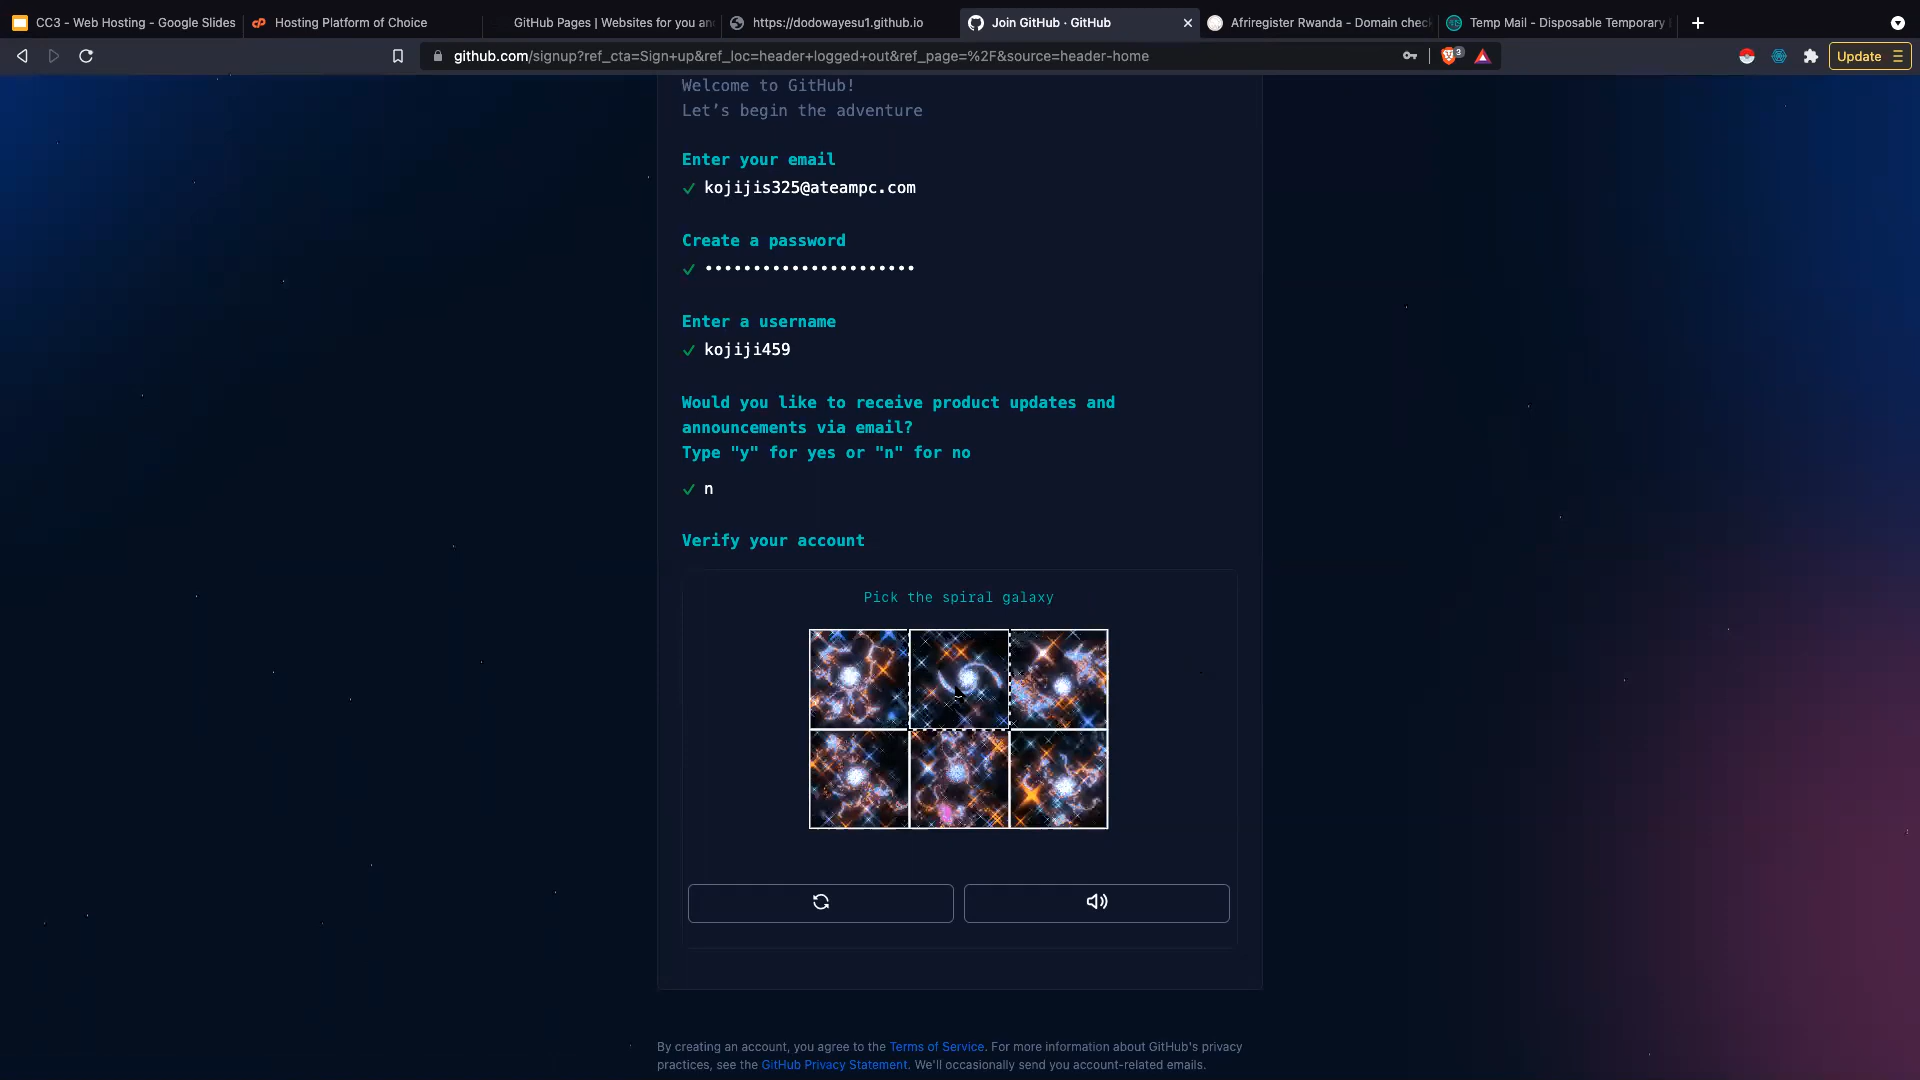 CC3 - Web Hosting - Google Slides
Hosting Platform of Choice
GitHub Pages | Websites for you an
https://dodowayesu1.github.io
Join GitHub · GitHub
Afriregister Rwanda - Domain chec
Temp Mail - Disposable Temporary
github.com/signup?ref_cta=Sign+up&ref_loc=header+logged+out&ref_page=%2F&source=header-home
3
Update
Welcome to GitHub!
Let’s begin the adventure
Enter your email
kojijis325@ateampc.com
Create a password
•••••••••••••••••••••
Enter a username
kojiji459
Would you like to receive product updates and
announcements via email?
Type "y" for yes or "n" for no
n
Verify your account
Pick the spiral galaxy
By creating an account, you agree to the Terms of Service. For more information about GitHub's privacy
practices, see the GitHub Privacy Statement. We'll occasionally send you account-related emails.